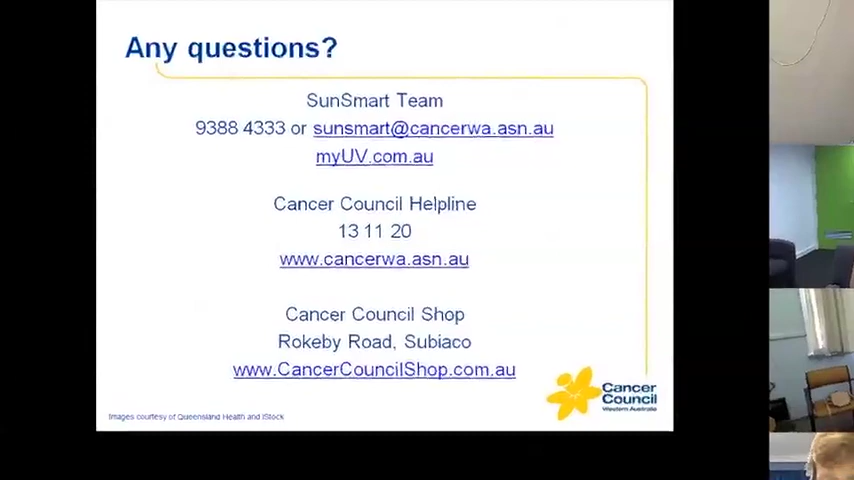 Any questions?
SunSmart Team
9388 4333 or sunsmart@cancerwa.asn.au
myUV.com.au
Cancer Council Helpline
13 11 20
www.cancerwa.asn.au
Cancer Council Shop
Rokeby Road, Subiaco
www.CancerCouncilShop.com.au
Cancer
Council
Western Australia
Images courtesy of Queensland Health and iStock